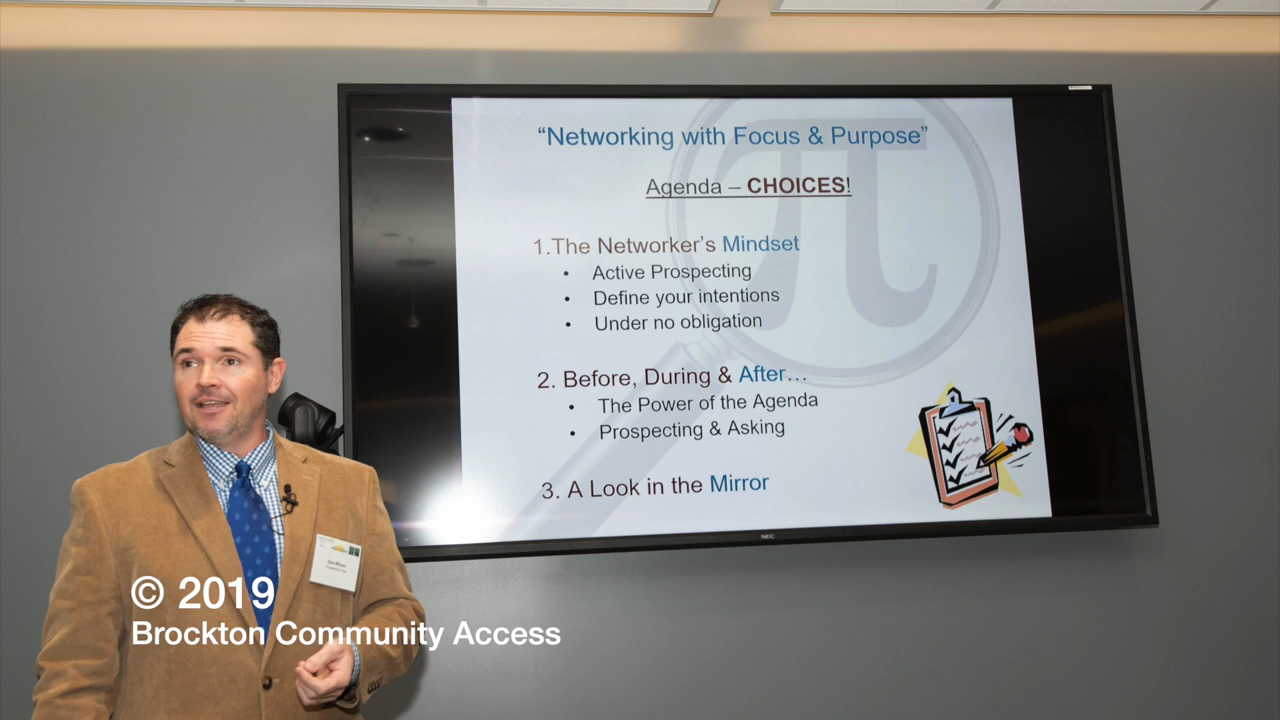 “Networking with Focus & Purpose”
Agenda – CHOICES!
1.The Networker’s Mindset
• Active Prospecting
• Define your intentions
• Under no obligation
2. Before, During & After…
• The Power of the Agenda
• Prospecting & Asking
3. A Look in the Mirror
NEC
© 2019
Brockton Community Access